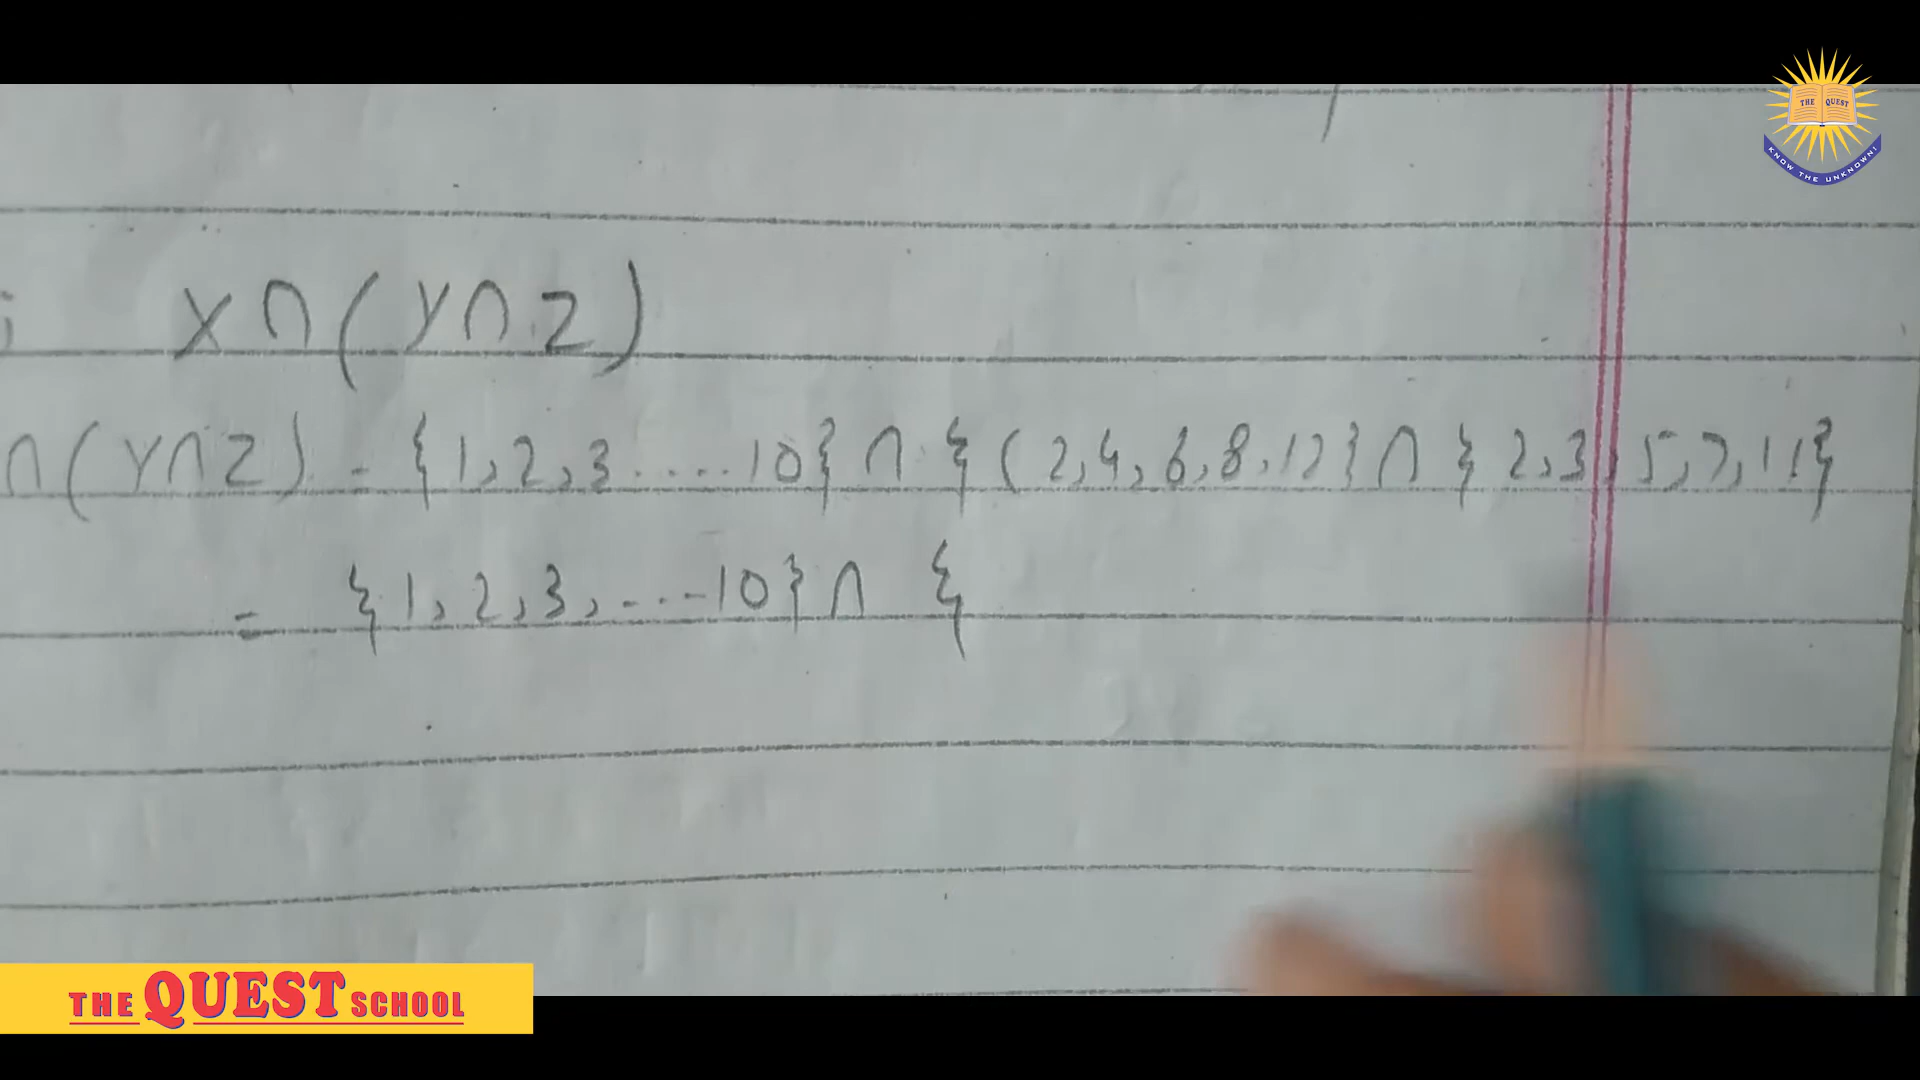 THE QUEST
KNOW THE UNKNOWN!
X∩(Y∩Z)
∩(Y∩Z) = {1,2,3.....10} ∩ {(2,4,6,8,12} ∩ {2,3,5,7,11}
= {1,2,3,....10} ∩ {
THE QUEST SCHOOL